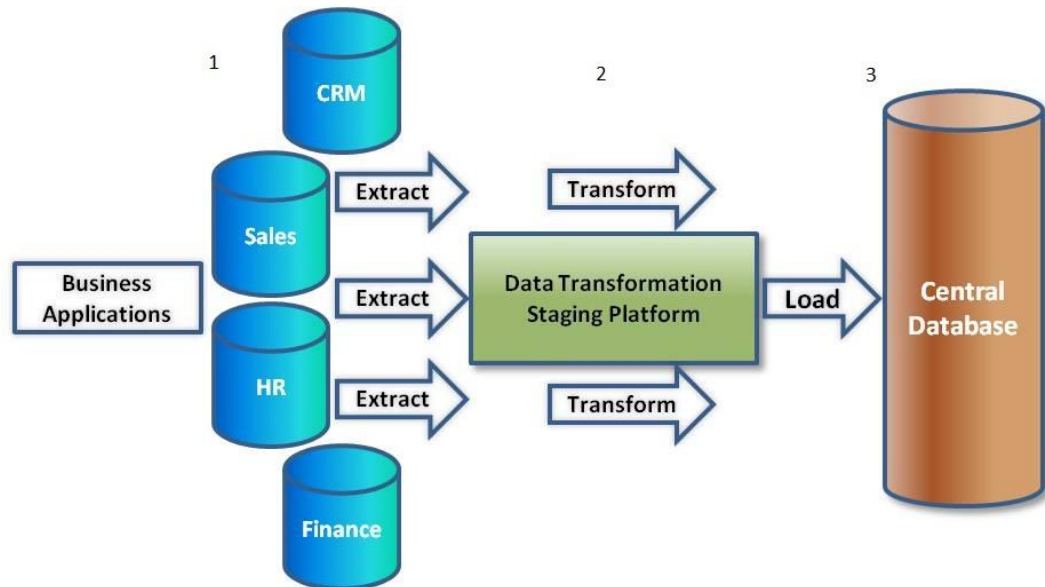 1
2
3
CRM
Extract
Transform
Sales
Business
Applications
Extract
Data Transformation
Staging Platform
Load
Central
Database
HR
Extract
Transform
Finance